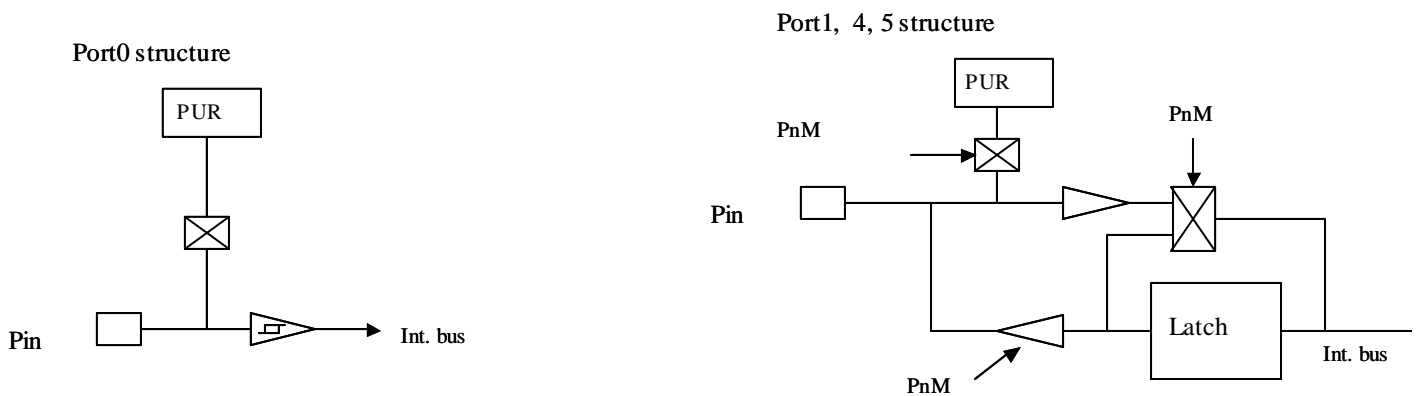 Port0 structure
PUR
Pin
Int. bus
Port1, 4, 5 structure
PUR
PnM
PnM
Pin
Latch
Int. bus
PnM